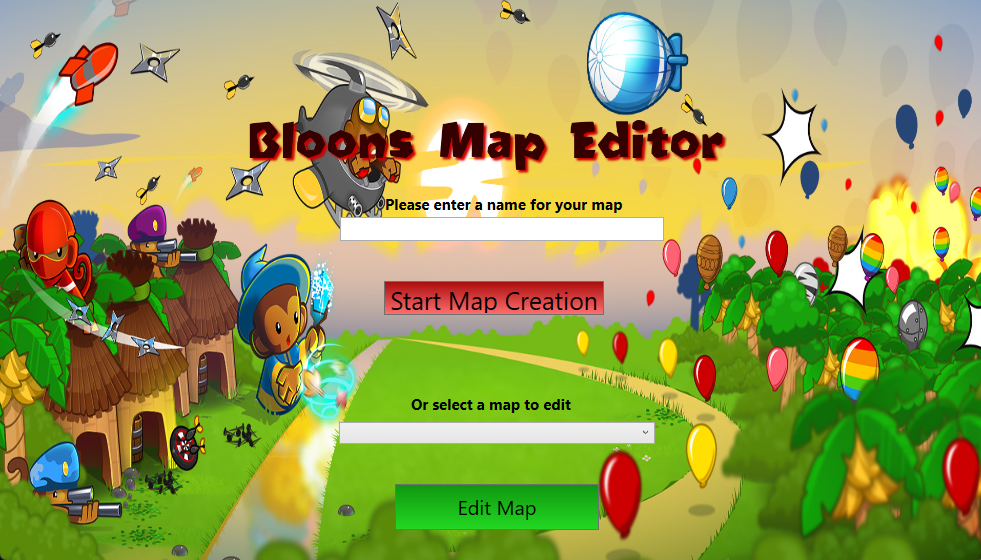 Bloons Map Editor
Please enter a name for your map
Start Map Creation
Or select a map to edit
Edit Map